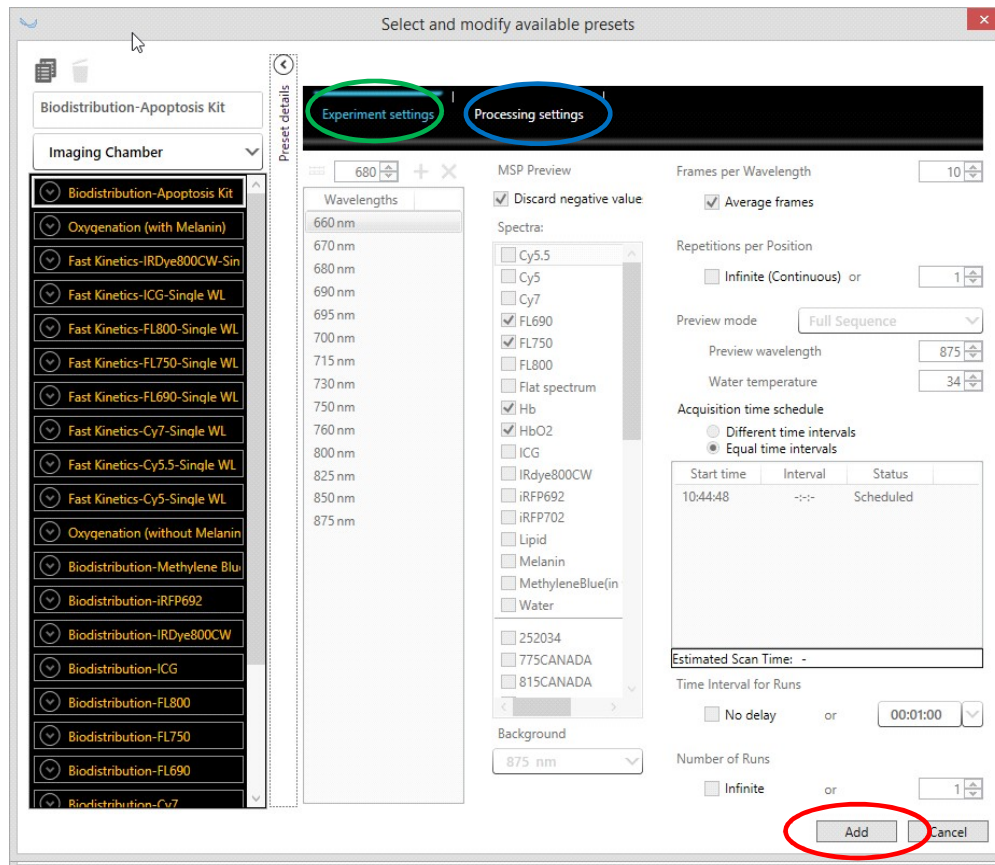 Select and modify available presets
Biodistribution-Apoptosis Kit
Imaging Chamber
Biodistribution-Apoptosis Kit
Oxygenation (with Melanin)
Fast Kinetics-IRDye800CW-Sin
Fast Kinetics-ICG-Single WL
Fast Kinetics-FL800-Single WL
Fast Kinetics-FL750-Single WL
Fast Kinetics-FL690-Single WL
Fast Kinetics-Cy7-Single WL
Fast Kinetics-Cy5.5-Single WL
Fast Kinetics-Cy5-Single WL
Oxygenation (without Melanin
Biodistribution-Methylene Blu
Biodistribution-iRFP692
Biodistribution-IRDye800CW
Biodistribution-ICG
Biodistribution-FL800
Biodistribution-FL750
Biodistribution-FL690
Biodistribution-Cy7
Preset details
Experiment settings
Processing settings
680
Wavelengths
660 nm
670 nm
680 nm
690 nm
695 nm
700 nm
715 nm
730 nm
750 nm
760 nm
800 nm
825 nm
850 nm
875 nm
MSP Preview
Discard negative value
Spectra:
Cy5.5
Cy5
Cy7
FL690
FL750
FL800
Flat spectrum
Hb
HbO2
ICG
IRdye800CW
iRFP692
iRFP702
Lipid
Melanin
MethyleneBlue(in
Water
252034
775CANADA
815CANADA
Background
875 nm
Frames per Wavelength 10
Average frames
Repetitions per Position
Infinite (Continuous) or 1
Preview mode Full Sequence
Preview wavelength 875
Water temperature 34
Acquisition time schedule
Different time intervals
Equal time intervals
Start time Interval Status
10:44:48 -:-:- Scheduled
Estimated Scan Time: -
Time Interval for Runs
No delay or 00:01:00
Number of Runs
Infinite or 1
Add Cancel